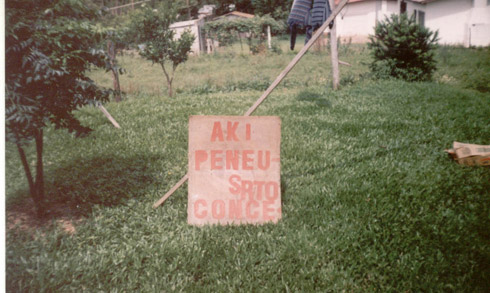 AKI
PENEU-
SRTO
CONCE